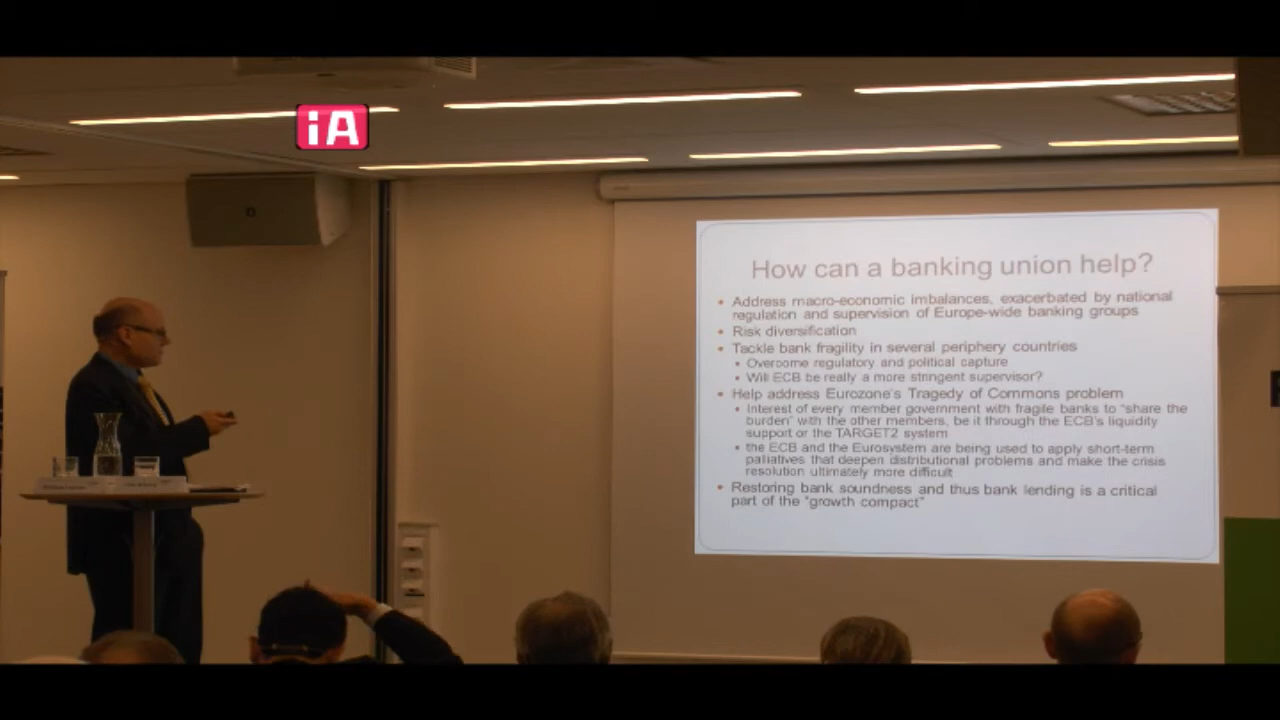 iA
How can a banking union help?
• Address macro-economic imbalances, exacerbated by national
regulation and supervision of Europe-wide banking groups
• Risk diversification
• Tackle bank fragility in several periphery countries
• Overcome regulatory and political capture
• Will ECB be really a more stringent supervisor?
• Help address Eurozone's Tragedy of Commons problem
• Interest of every member government with fragile banks to "share the
burden" with the other members, be it through the ECB's liquidity
support or the TARGET2 system
• the ECB and the Eurosystem are being used to apply short-term
palliatives that deepen distributional problems and make the crisis
resolution ultimately more difficult
• Restoring bank soundness and thus bank lending is a critical
part of the "growth compact"